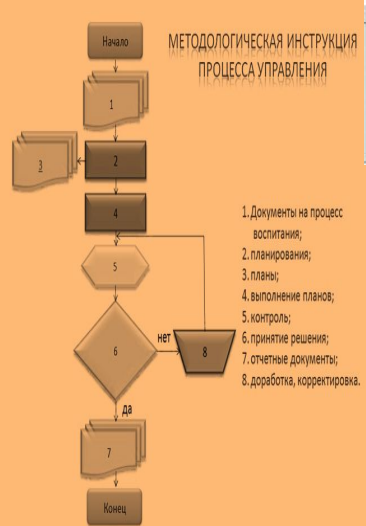 Начало
МЕТОДОЛОГИЧЕСКАЯ ИНСТРУКЦИЯ
ПРОЦЕССА УПРАВЛЕНИЯ
1
3
2
4
1. Документы на процесс
воспитания;
2. планирования;
3. планы;
4. выполнение планов;
5. контроль;
6. принятие решения;
7. отчетные документы;
8. доработка, корректировка.
5
нет
6
8
да
7
Конец